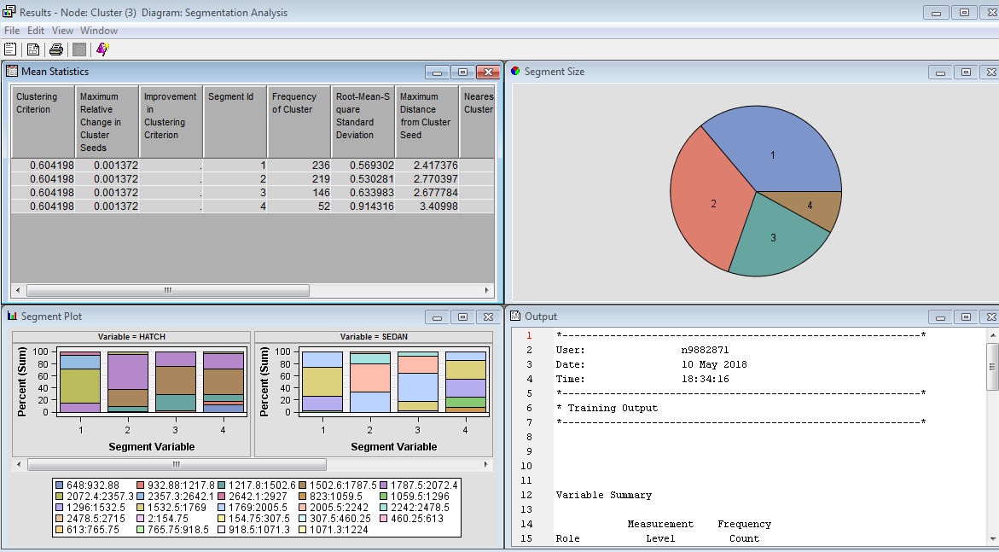 Results - Node: Cluster (3)  Diagram: Segmentation Analysis
File  Edit  View  Window
Mean Statistics
Clustering Criterion  Maximum Relative Change in Cluster Seeds  Improvement in Clustering Criterion  Segment Id  Frequency of Cluster  Root-Mean-Square Standard Deviation  Maximum Distance from Cluster Seed  Neares Cluster
0.604198  0.001372  .  1  236  0.569302  2.417376
0.604198  0.001372  .  2  219  0.530281  2.770397
0.604198  0.001372  .  3  146  0.633983  2.677784
0.604198  0.001372  .  4  52  0.914316  3.40998
Segment Size
1
2
3
4
Segment Plot
Variable = HATCH
Percent (Sum)
100
80
60
40
20
0
1  2  3  4
Segment Variable
Variable = SEDAN
Percent (Sum)
100
80
60
40
20
0
1  2  3  4
Segment Variable
648:932.88  932.88:1217.8  1217.8:1502.6  1502.6:1787.5  1787.5:2072.4
2072.4:2357.3  2357.3:2642.1  2642.1:2927  823:1059.5  1059.5:1296
1296:1532.5  1532.5:1769  1769:2005.5  2005.5:2242  2242:2478.5
2478.5:2715  2:154.75  154.75:307.5  307.5:460.25  460.25:613
613:765.75  765.75:918.5  918.5:1071.3  1071.3:1224
Output
1  *------------------------------------------------------------*
2  User:  n9882871
3  Date:  10 May 2018
4  Time:  18:34:16
5  *------------------------------------------------------------*
6  * Training Output
7  *------------------------------------------------------------*
8
9
10
11
12  Variable Summary
13
14  Measurement  Frequency
15  Role  Level  Count